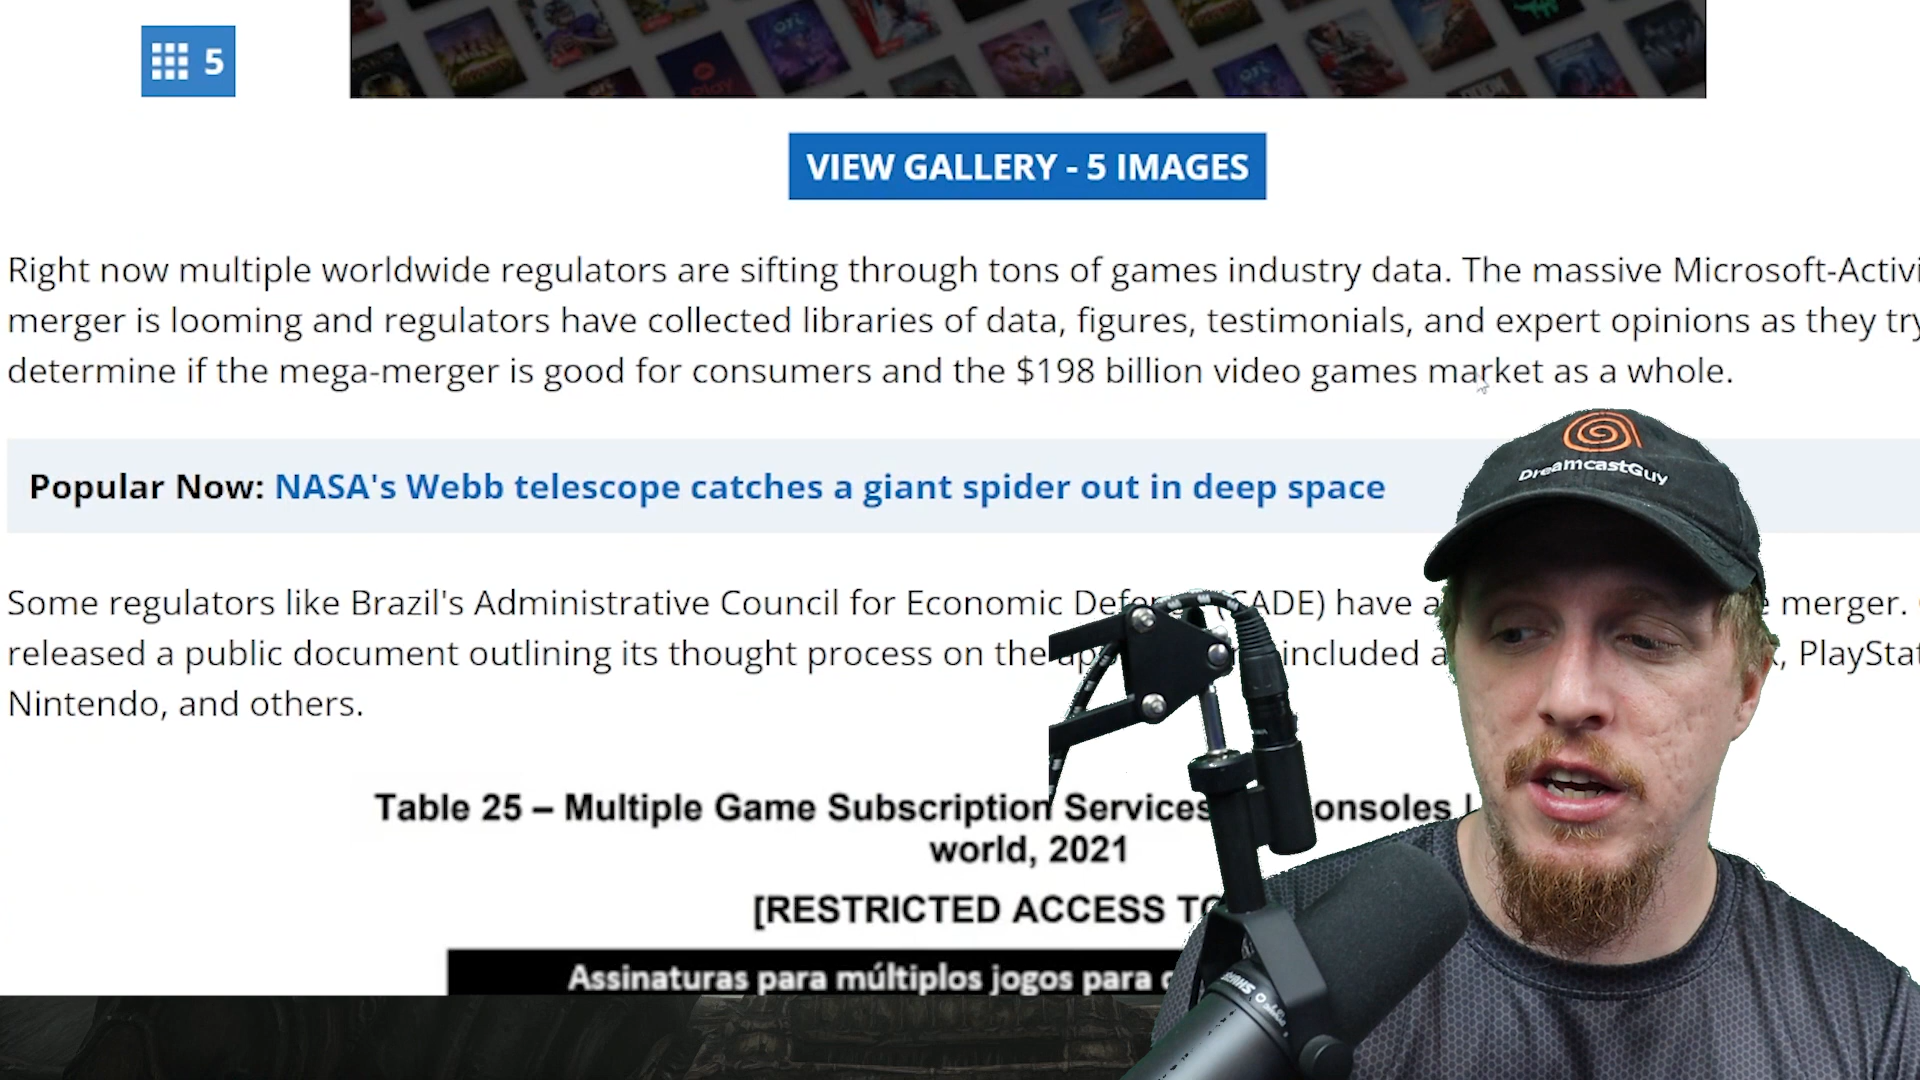 5
VIEW GALLERY - 5 IMAGES
Right now multiple worldwide regulators are sifting through tons of games industry data. The massive Microsoft-Activi
merger is looming and regulators have collected libraries of data, figures, testimonials, and expert opinions as they try
determine if the mega-merger is good for consumers and the $198 billion video games market as a whole.
Popular Now: NASA's Webb telescope catches a giant spider out in deep space
DreamcastGuy
Some regulators like Brazil's Administrative Council for Economic Defense (CADE) have a merger.
released a public document outlining its thought process on the included a PlayStat
Nintendo, and others.
Table 25 – Multiple Game Subscription Services onsoles
world, 2021
[RESTRICTED ACCESS TO
Assinaturas para múltiplos jogos para
SHURE